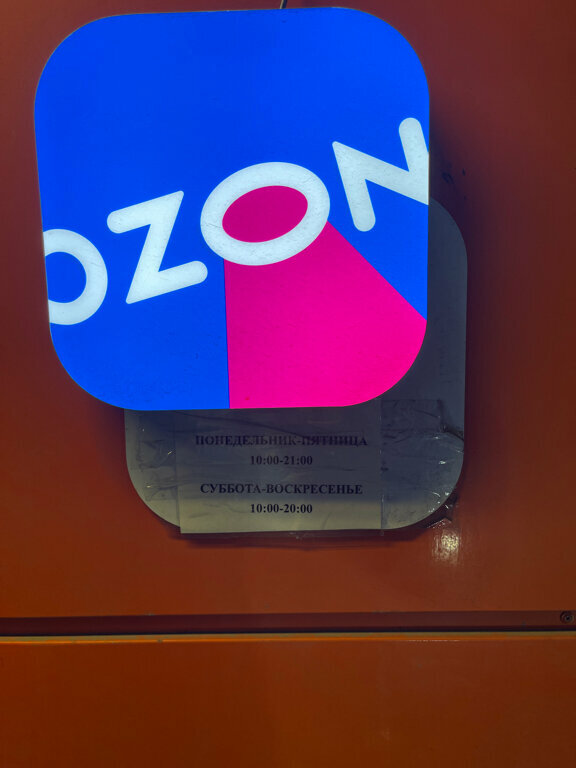 OZON
ПОНЕДЕЛЬНИК-ПЯТНИЦА
10:00-21:00
СУББОТА-ВОСКРЕСЕНЬЕ
10:00-20:00